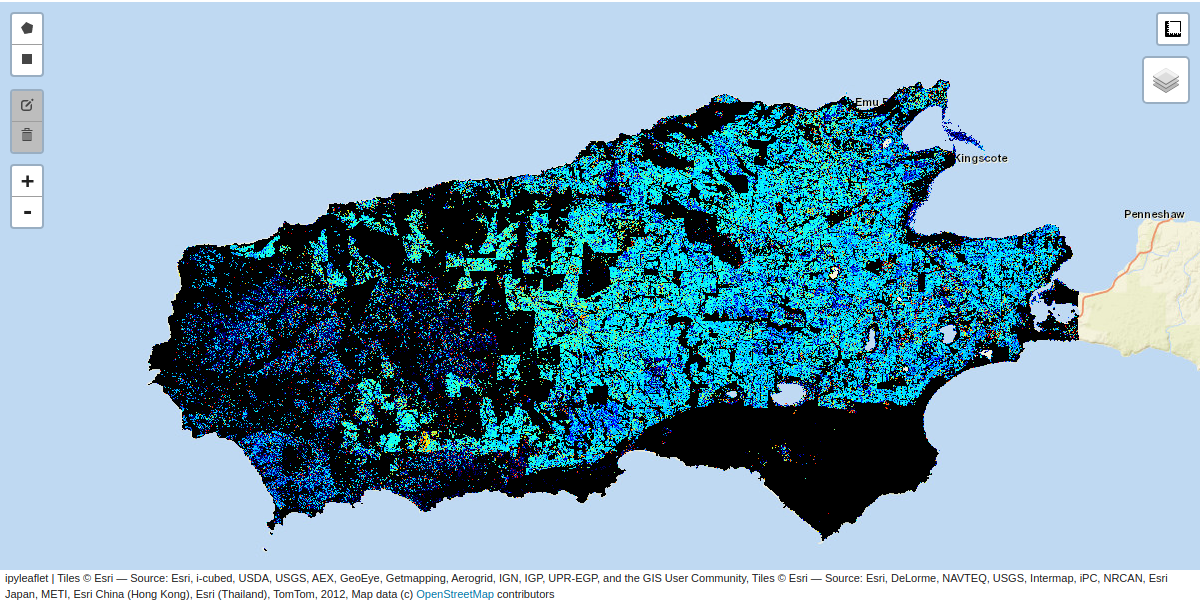 +
-
Emu
Kingscote
Penneshaw
ipyleaflet | Tiles © Esri — Source: Esri, i-cubed, USDA, USGS, AEX, GeoEye, Getmapping, Aerogrid, IGN, IGP, UPR-EGP, and the GIS User Community, Tiles © Esri — Source: Esri, DeLorme, NAVTEQ, USGS, Intermap, iPC, NRCAN, Esri
Japan, METI, Esri China (Hong Kong), Esri (Thailand), TomTom, 2012, Map data (c) OpenStreetMap contributors